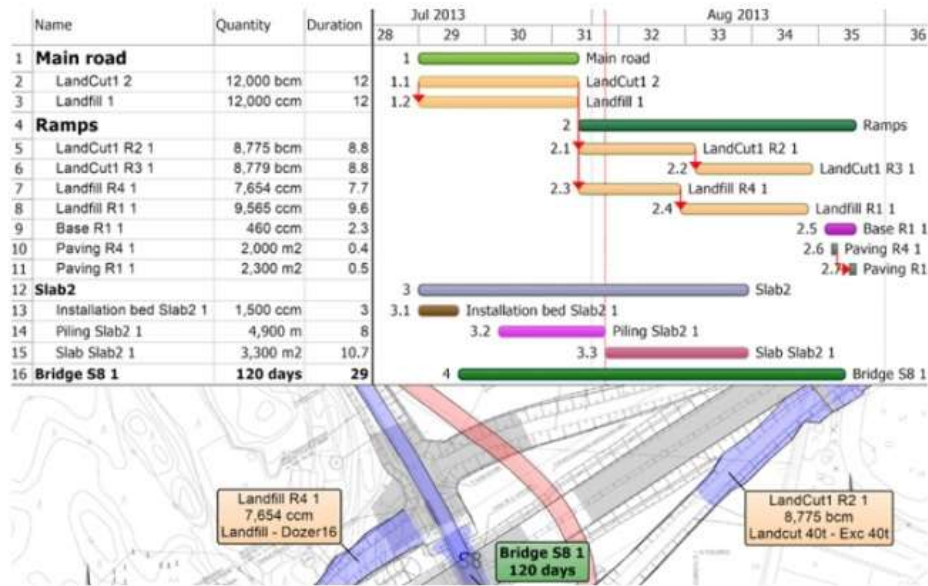 Name Quantity Duration Jul 2013 Aug 2013
28 29 30 31 32 33 34 35 36
1 Main road 1 Main road
2 LandCut1 2 12,000 bcm 12 1.1 LandCut1 2
3 Landfill 1 12,000 ccm 12 1.2 Landfill 1
4 Ramps 2 Ramps
5 LandCut1 R2 1 8,775 bcm 8.8 2.1 LandCut1 R2 1
6 LandCut1 R3 1 8,779 bcm 8.8 2.2 LandCut1 R3 1
7 Landfill R4 1 7,654 ccm 7.7 2.3 Landfill R4 1
8 Landfill R1 1 9,565 ccm 9.6 2.4 Landfill R1 1
9 Base R1 1 460 ccm 2.3 2.5 Base R1 1
10 Paving R4 1 2,000 m2 0.4 2.6 Paving R4 1
11 Paving R1 1 2,300 m2 0.5 2.7 Paving R1
12 Slab2 3 Slab2
13 Installation bed Slab2 1 1,500 ccm 3 3.1 Installation bed Slab2 1
14 Piling Slab2 1 4,900 m 8 3.2 Piling Slab2 1
15 Slab Slab2 1 3,300 m2 10.7 3.3 Slab Slab2 1
16 Bridge S8 1 120 days 29 4 Bridge S8 1
Landfill R4 1
7,654 ccm
Landfill - Dozer16
S8
Bridge S8 1
120 days
LandCut1 R2 1
8,775 bcm
Landcut 40t - Exc 40t